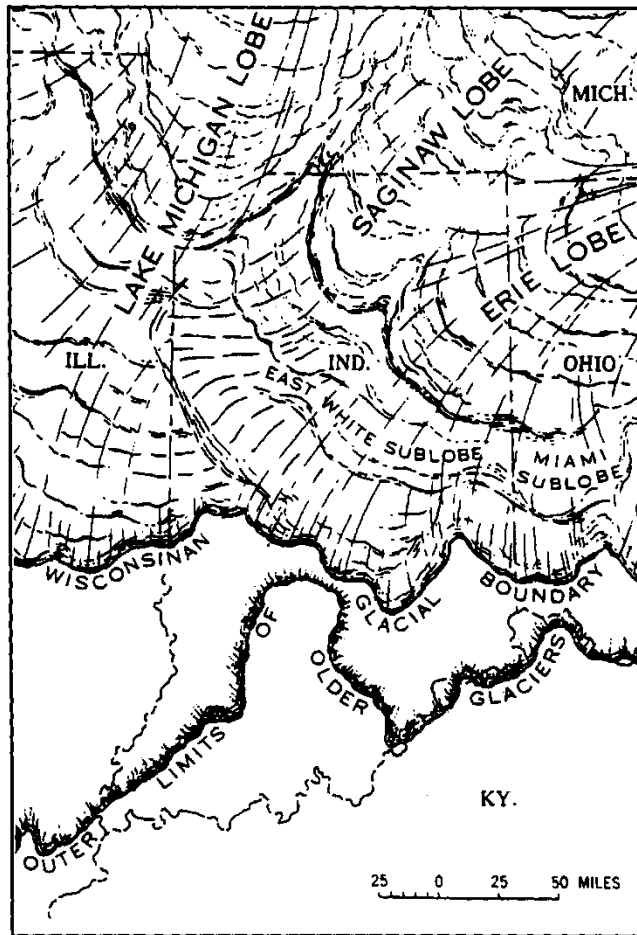 LAKE MICHIGAN LOBE
SAGINAW LOBE
MICH.
ERIE LOBE
ILL.
IND.
OHIO
EAST WHITE SUBLOBE
MIAMI
SUBLOBE
WISCONSINAN GLACIAL BOUNDARY
OUTER LIMITS OF OLDER GLACIERS
KY.
25 0 25 50 MILES